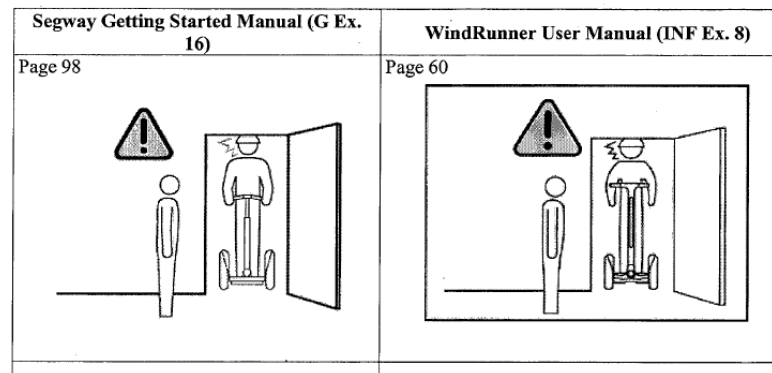 Segway Getting Started Manual (G Ex.
16)
WindRunner User Manual (INF Ex. 8)
Page 98
Page 60